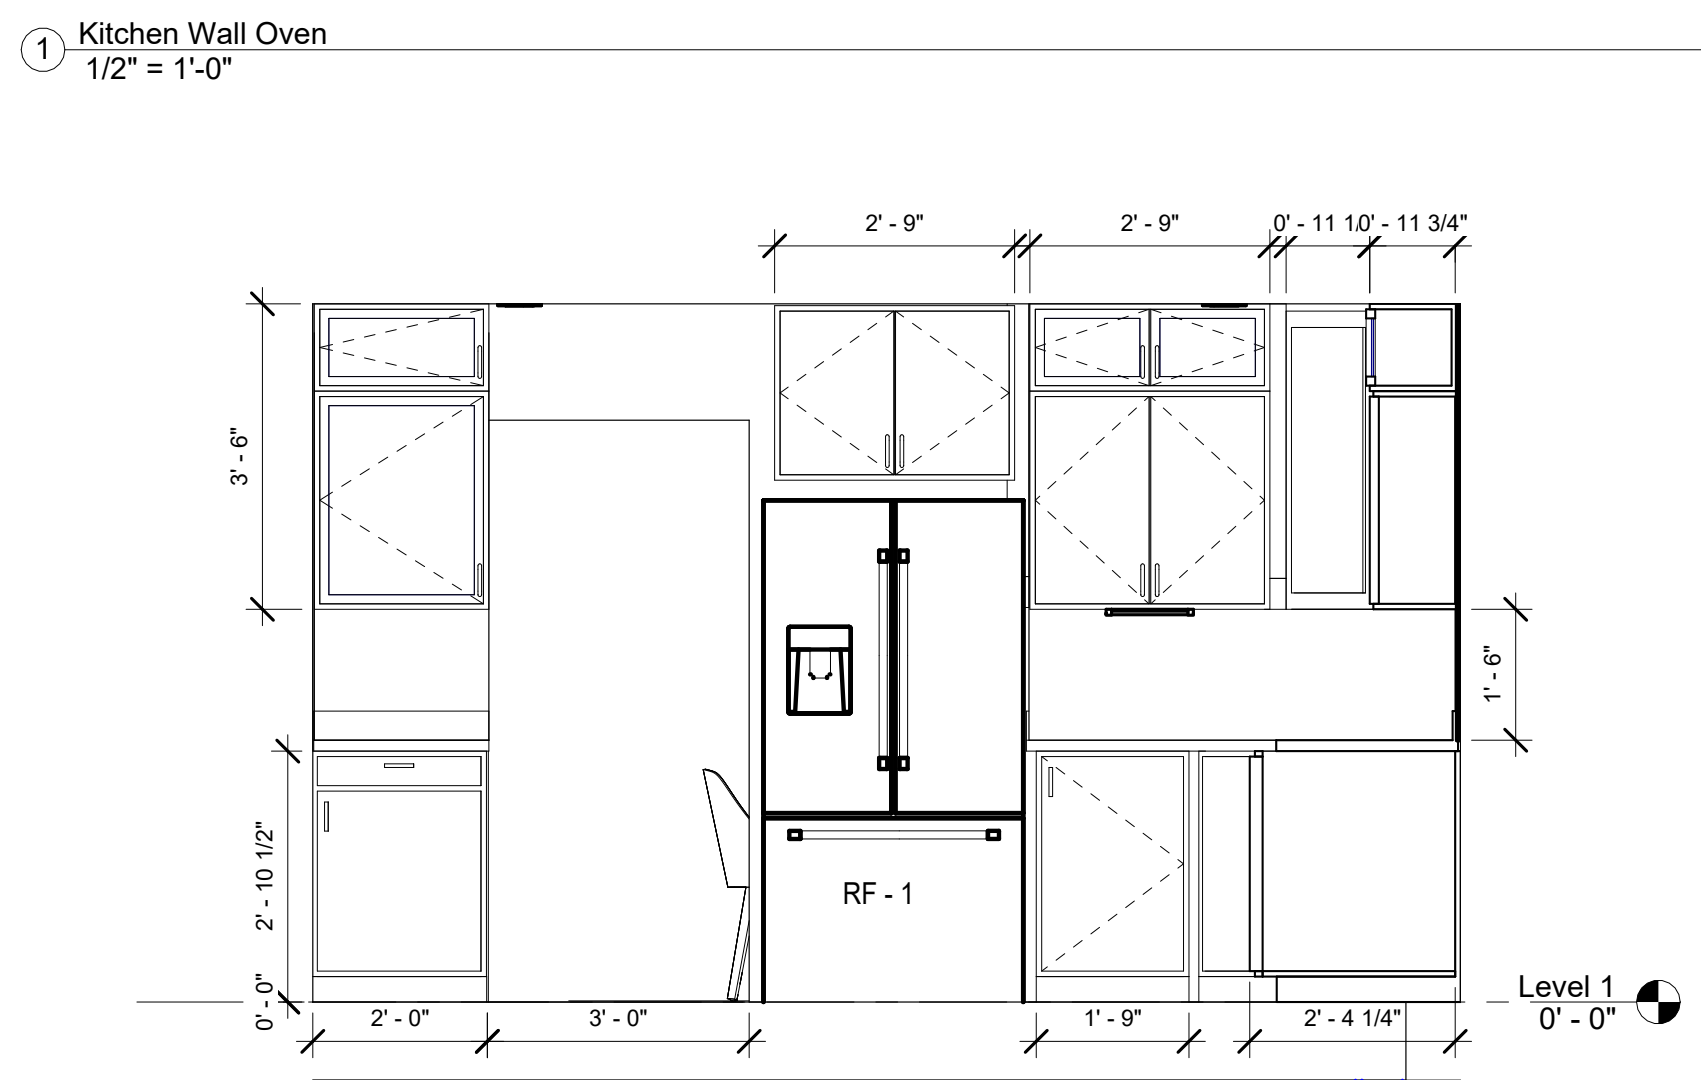 1 Kitchen Wall Oven
1/2" = 1'-0"
2' - 9" 2' - 9" 0' - 11 1/ 0' - 11 3/4"
3' - 6"
1' - 6"
2' - 10 1/2"
RF - 1
0' - 0"
Level 1
0' - 0"
2' - 0" 3' - 0" 1' - 9" 2' - 4 1/4"